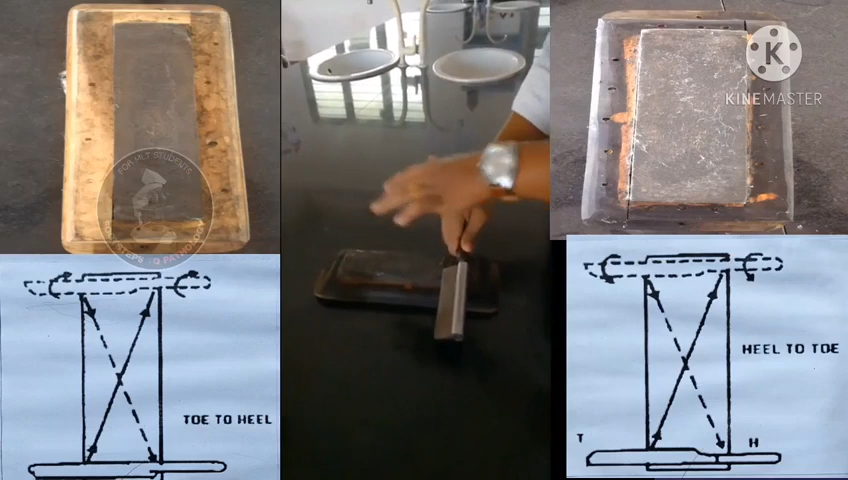 FOR MLT STUDENTS
K
KINEMASTER
TOE TO HEEL
HEEL TO TOE
T
H